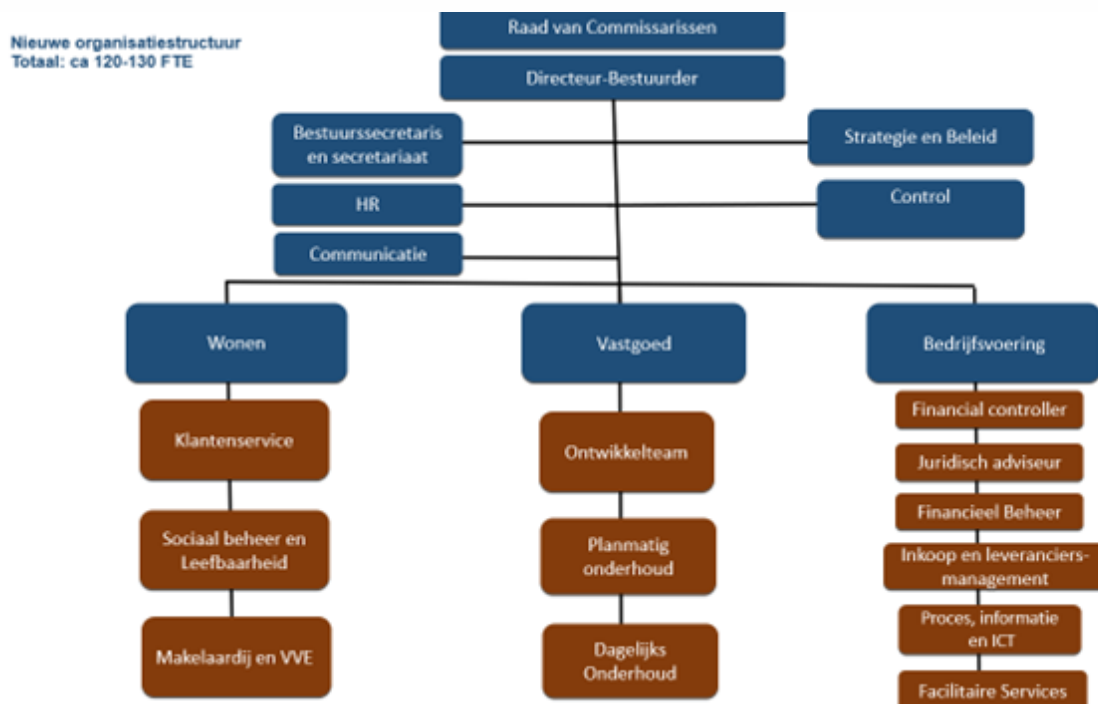 Nieuwe organisatiestructuur
Totaal: ca 120-130 FTE
Raad van Commissarissen
Directeur-Bestuurder
Bestuurssecretaris
en secretariaat
Strategie en Beleid
HR
Control
Communicatie
Wonen
Vastgoed
Bedrijfsvoering
Klantenservice
Sociaal beheer en
Leefbaarheid
Makelaardij en VVE
Ontwikkelteam
Planmatig
onderhoud
Dagelijks
Onderhoud
Financial controller
Juridisch adviseur
Financieel Beheer
Inkoop en leveranciers-
management
Proces, informatie
en ICT
Facilitaire Services